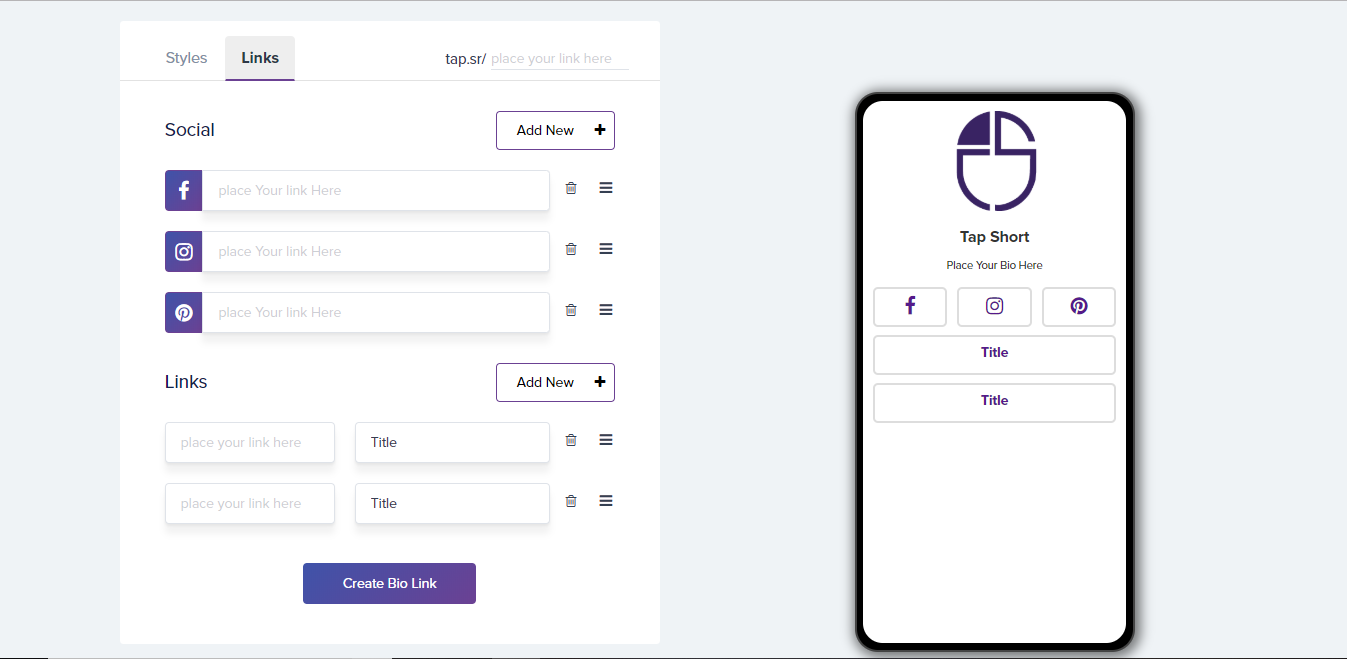 Styles Links tap.sr/ place your link here
Social Add New +
place Your link Here
place Your link Here
place Your link Here
Links Add New +
place your link here Title
place your link here Title
Create Bio Link
Tap Short
Place Your Bio Here
Title
Title